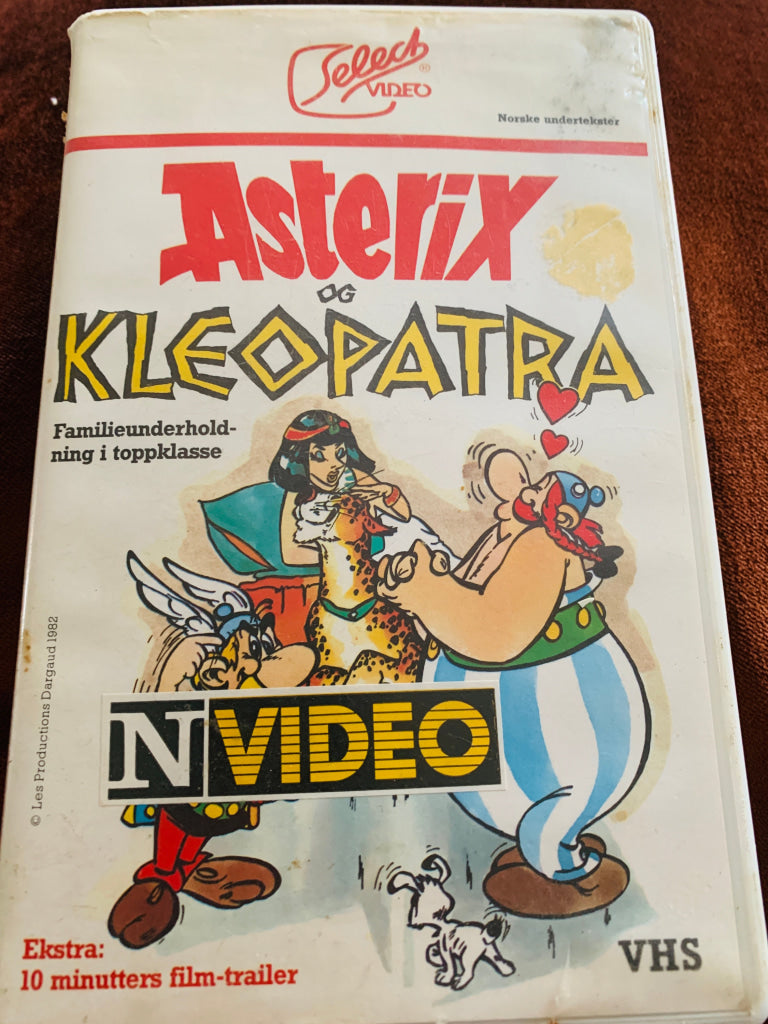 Select®
VIDEO
Norske undertekster
Asterix
OG
KLEOPATRA
Familieunderhold-
ning i toppklasse
© Les Productions Dargaud 1982
N VIDEO
Ekstra:
10 minutters film-trailer
VHS